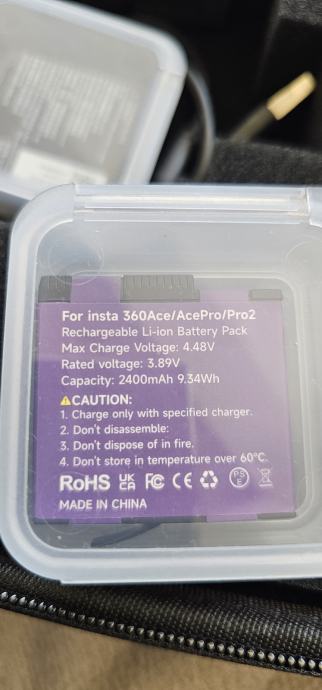 For insta 360Ace/AcePro/Pro2
Rechargeable Li-ion Battery Pack
Max Charge Voltage: 4.48V
Rated voltage: 3.89V
Capacity: 2400mAh 9.34Wh
⚠CAUTION:
1. Charge only with specified charger.
2. Don't disassemble:
3. Don't dispose of in fire.
4. Don't store in temperature over 60°C.
RoHS UK CA FC CE PS E
MADE IN CHINA